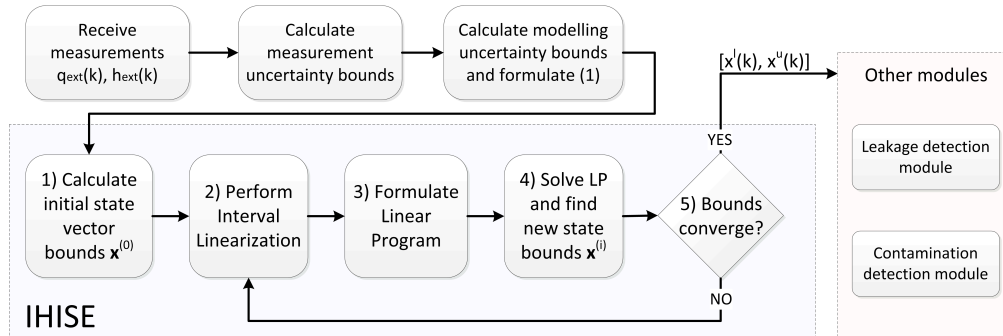 Receive
measurements
qext(k), hext(k)
Calculate
measurement
uncertainty bounds
Calculate modelling
uncertainty bounds
and formulate (1)
[xˡ(k), xᵘ(k)]
Other modules
Leakage detection
module
Contamination
detection module
1) Calculate
initial state
vector
bounds x⁽⁰⁾
2) Perform
Interval
Linearization
3) Formulate
Linear
Program
4) Solve LP
and find
new state
bounds x⁽ⁱ⁾
5) Bounds
converge?
YES
NO
IHISE